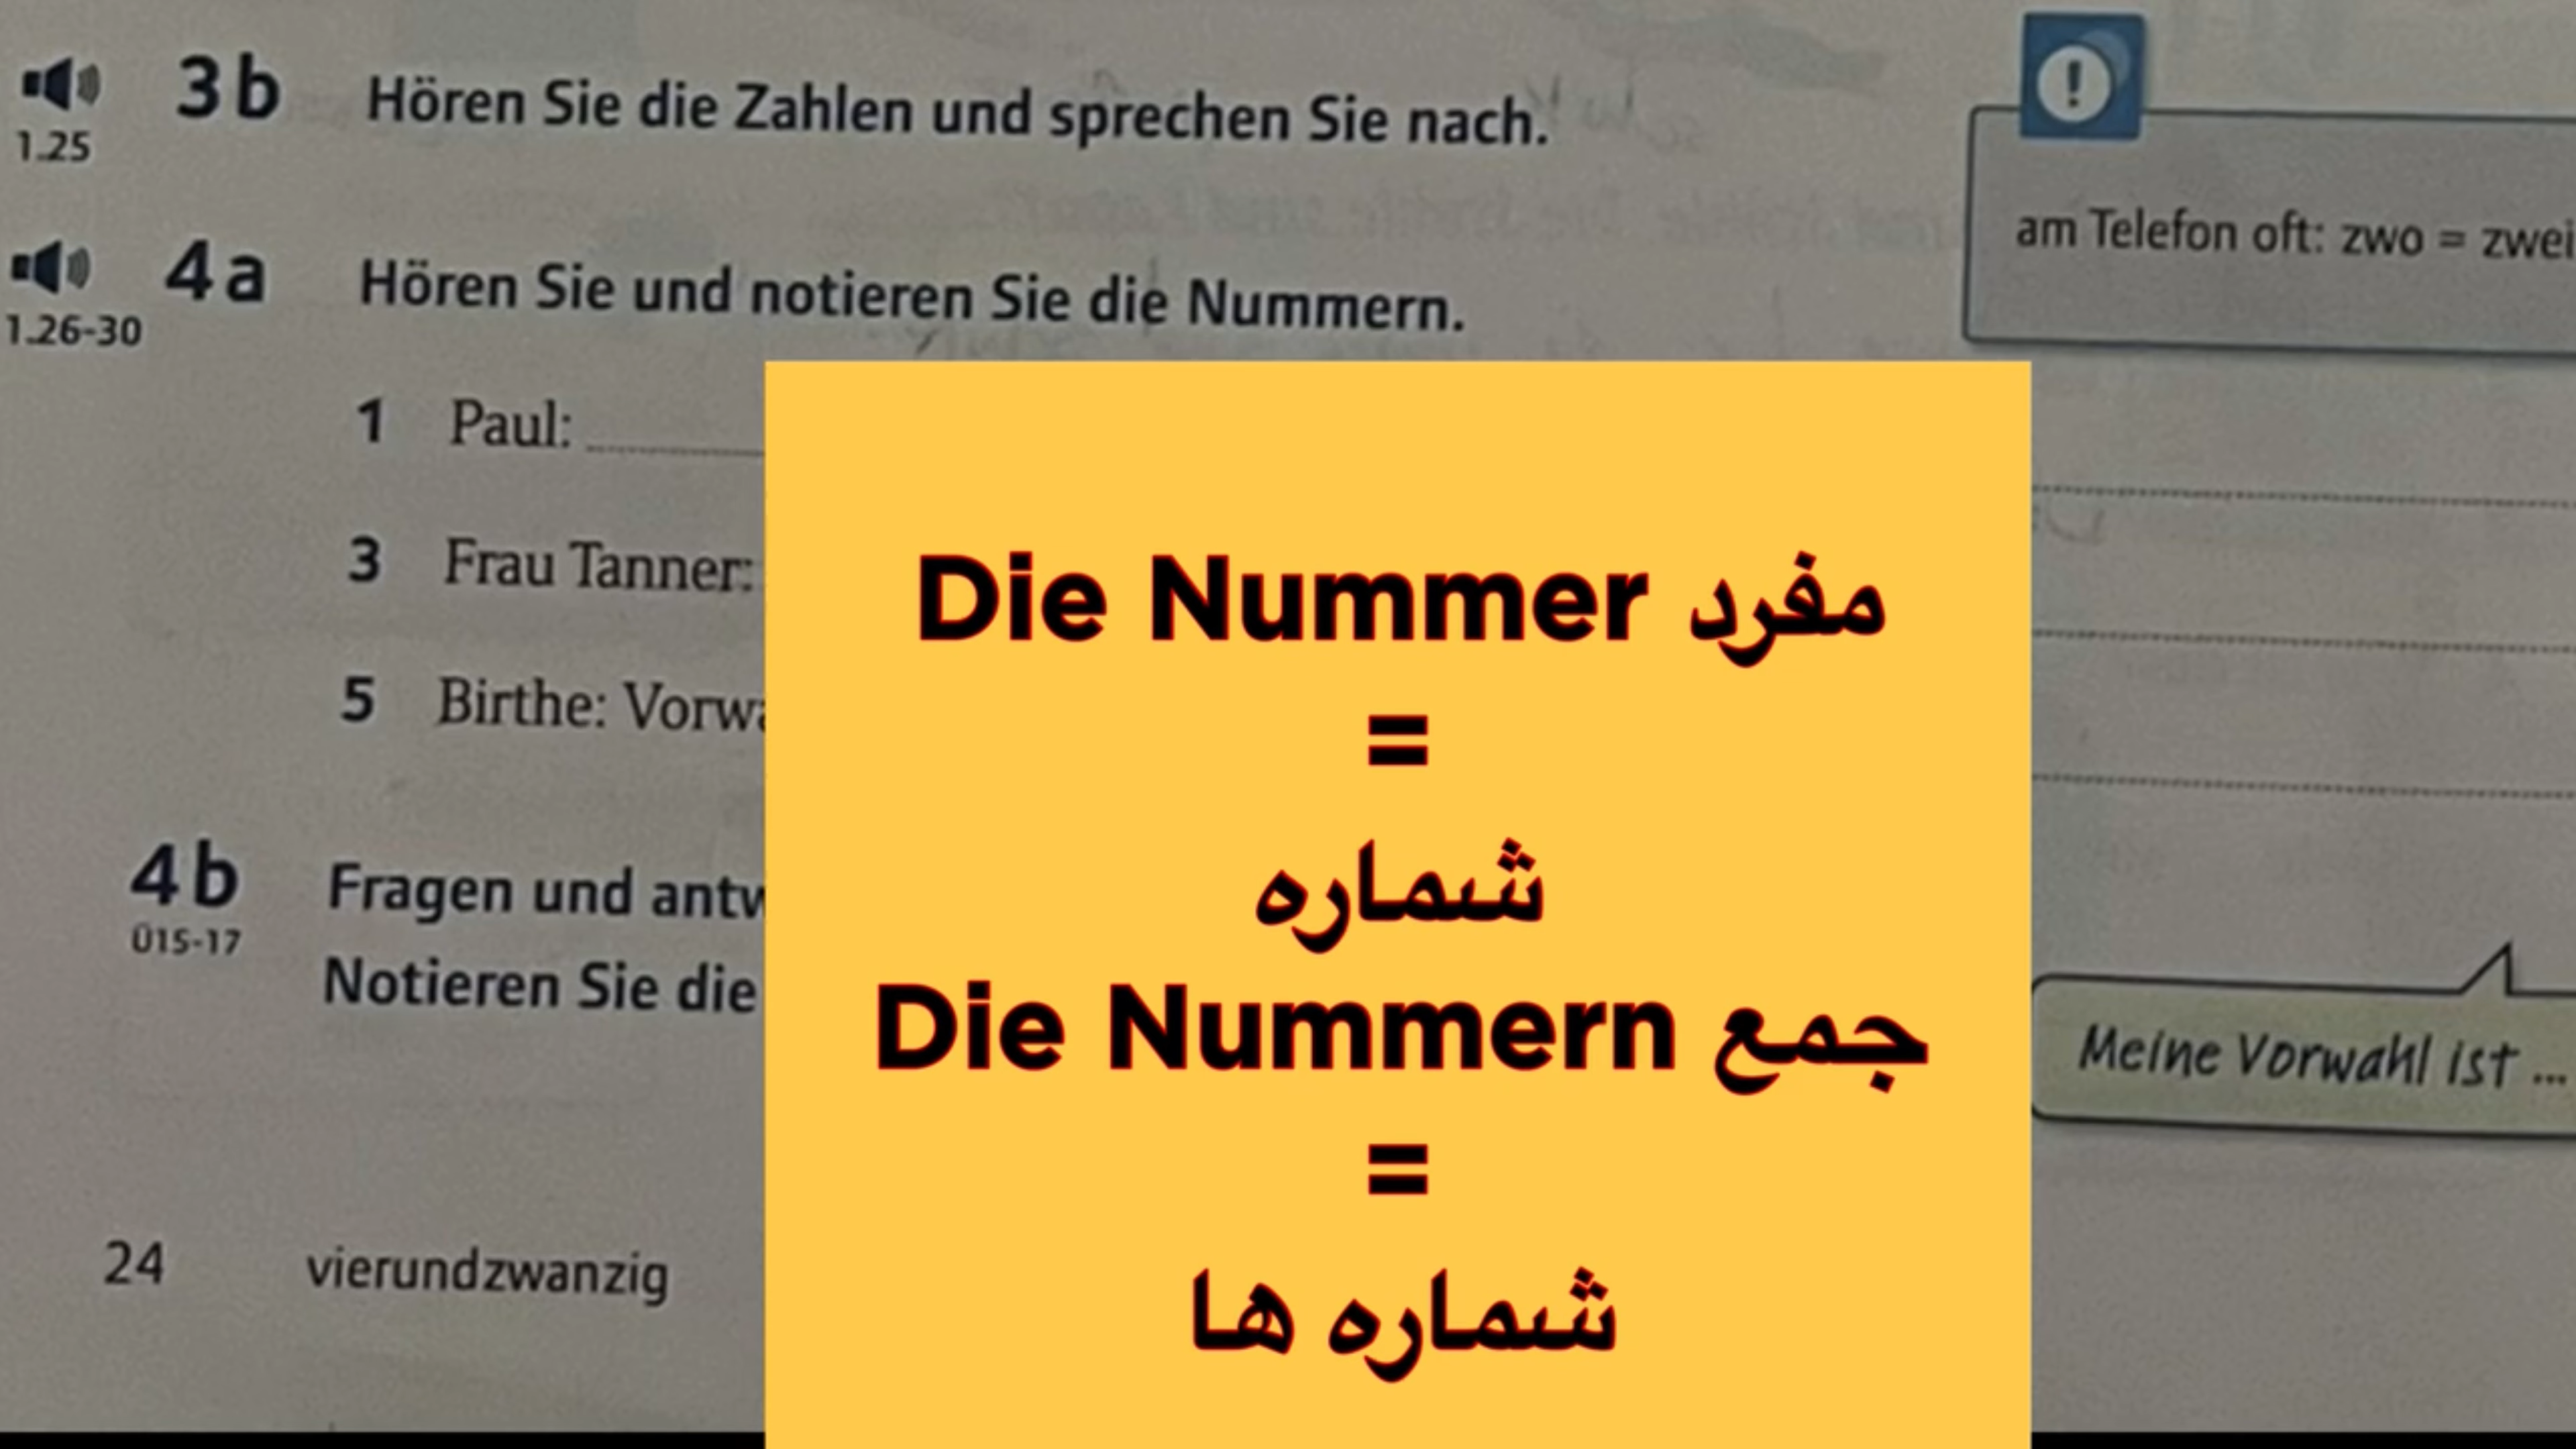 3b Hören Sie die Zahlen und sprechen Sie nach.
1.25
4a Hören Sie und notieren Sie die Nummern.
1.26-30
!
am Telefon oft: zwo = zwei
1 Paul:
3 Frau Tanner:
5 Birthe:
4b Fragen und
Ü15-17
Notieren Sie die
Meine Vorwahl ist ...
24 vierundzwanzig
Die Nummer مفرد
=
شماره
Die Nummern جمع
=
شماره ها